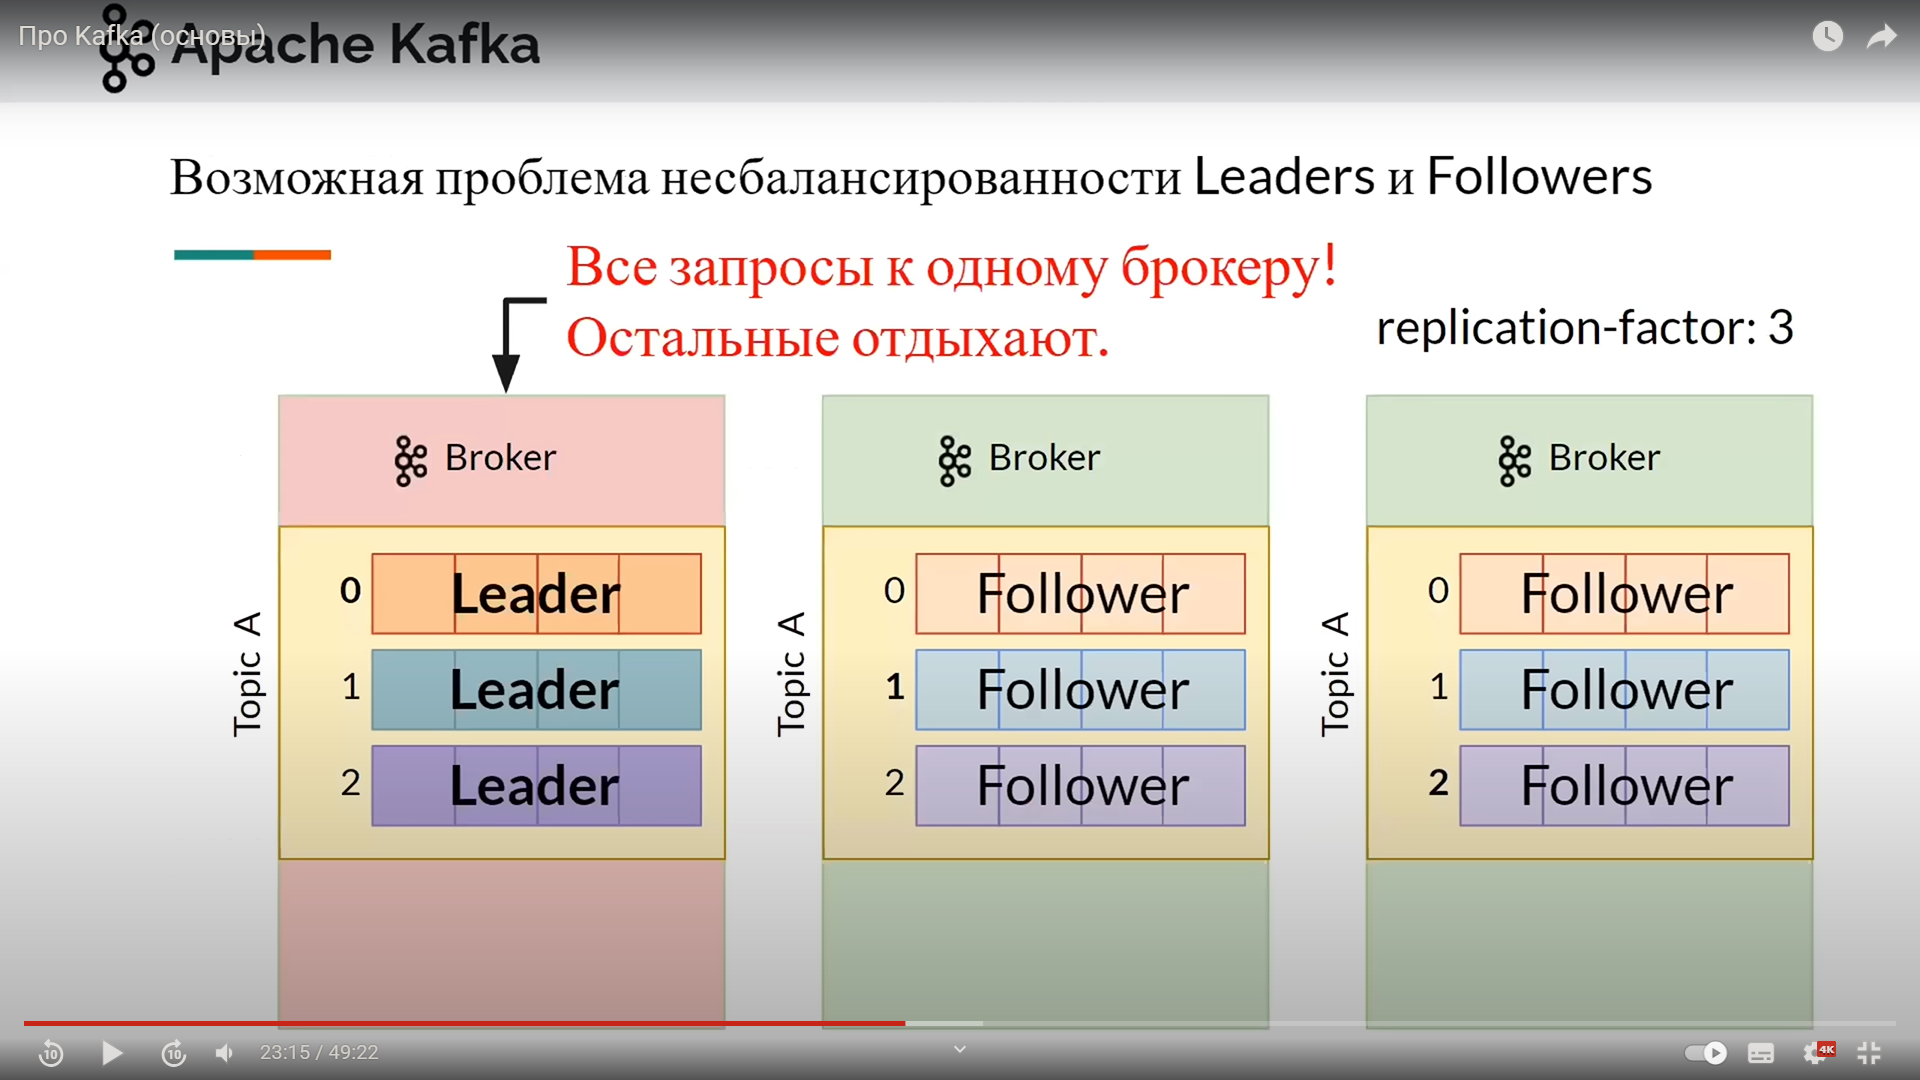 Про Kafka (основы)
Apache Kafka
Возможная проблема несбалансированности Leaders и Followers
Все запросы к одному брокеру!
Остальные отдыхают.
replication-factor: 3
Broker
Broker
Broker
Topic A
0 Leader
1 Leader
2 Leader
Topic A
0 Follower
1 Follower
2 Follower
Topic A
0 Follower
1 Follower
2 Follower
10
10
23:15 / 49:22
4K